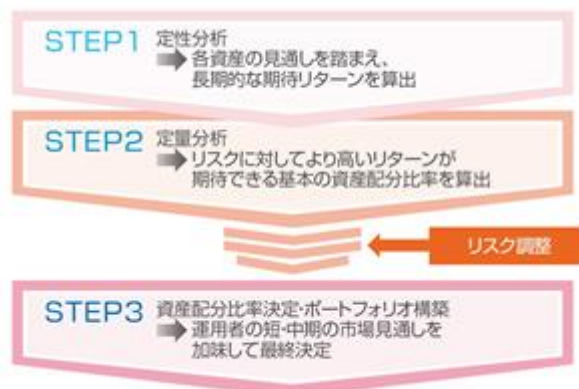 STEP1 定性分析
各資産の見通しを踏まえ、
長期的な期待リターンを算出
STEP2 定量分析
リスクに対してより高いリターンが
期待できる基本の資産配分比率を算出
リスク調整
STEP3 資産配分比率決定・ポートフォリオ構築
運用者の短・中期の市場見通しを
加味して最終決定